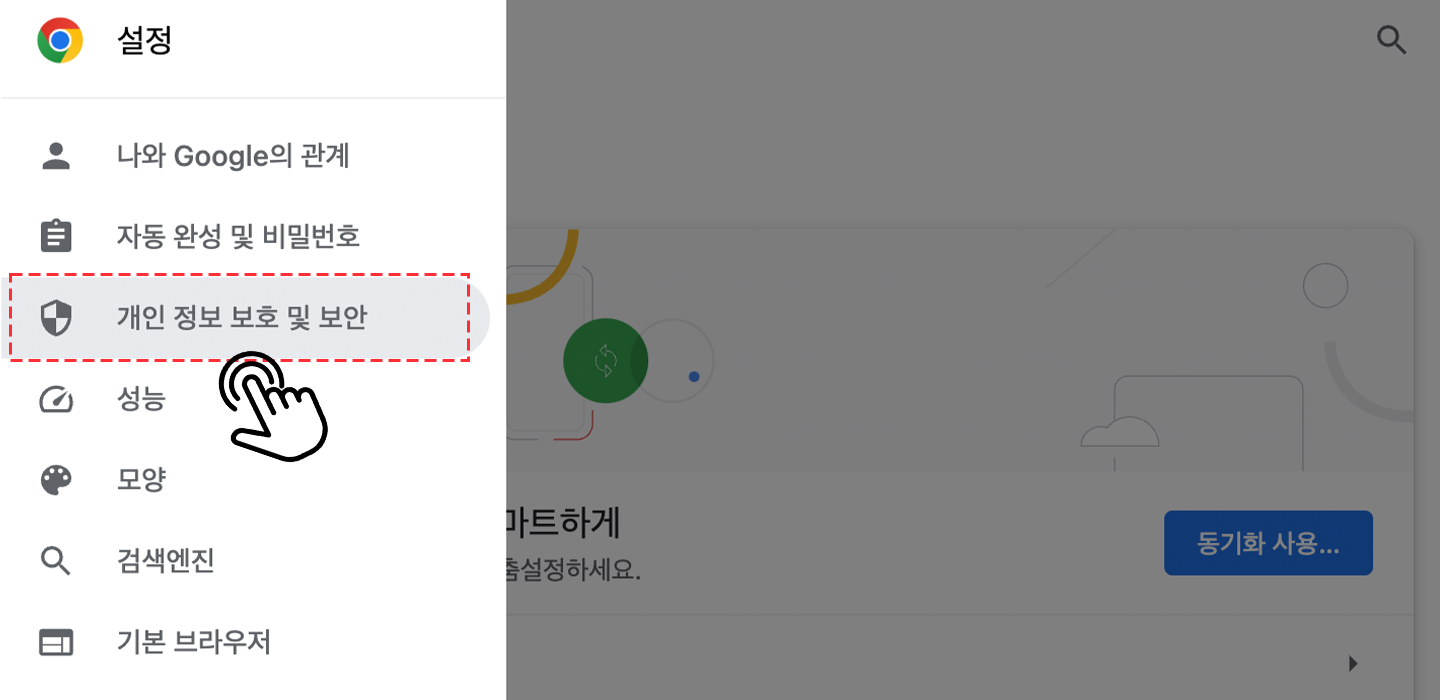 설정
나와 Google의 관계
자동 완성 및 비밀번호
개인 정보 보호 및 보안
성능
모양
검색엔진
기본 브라우저
마트하게
춤설정하세요.
동기화 사용...